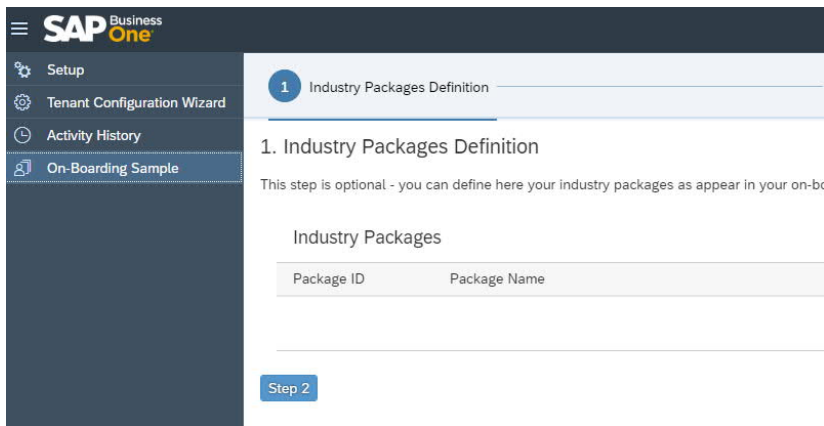 SAP Business One
Setup
Tenant Configuration Wizard
Activity History
On-Boarding Sample
1 Industry Packages Definition
1. Industry Packages Definition
This step is optional - you can define here your industry packages as appear in your
Industry Packages
Package ID Package Name
Step 2